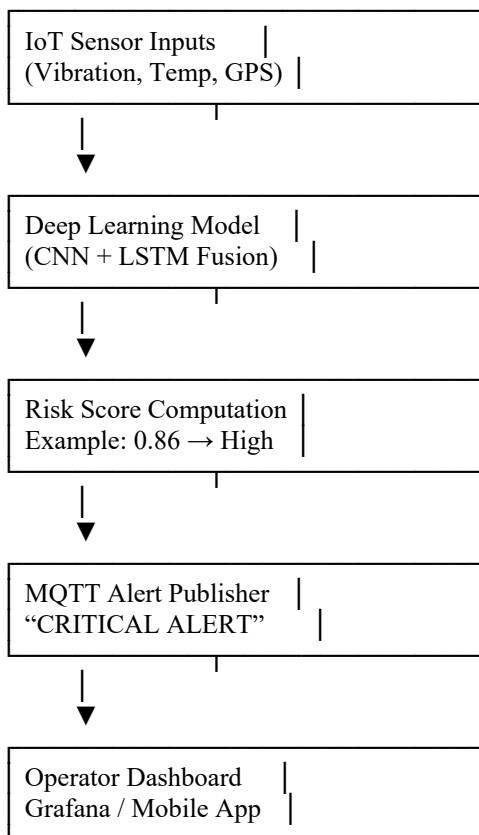 IoT Sensor Inputs
(Vibration, Temp, GPS)
Deep Learning Model
(CNN + LSTM Fusion)
Risk Score Computation
Example: 0.86 → High
MQTT Alert Publisher
“CRITICAL ALERT”
Operator Dashboard
Grafana / Mobile App